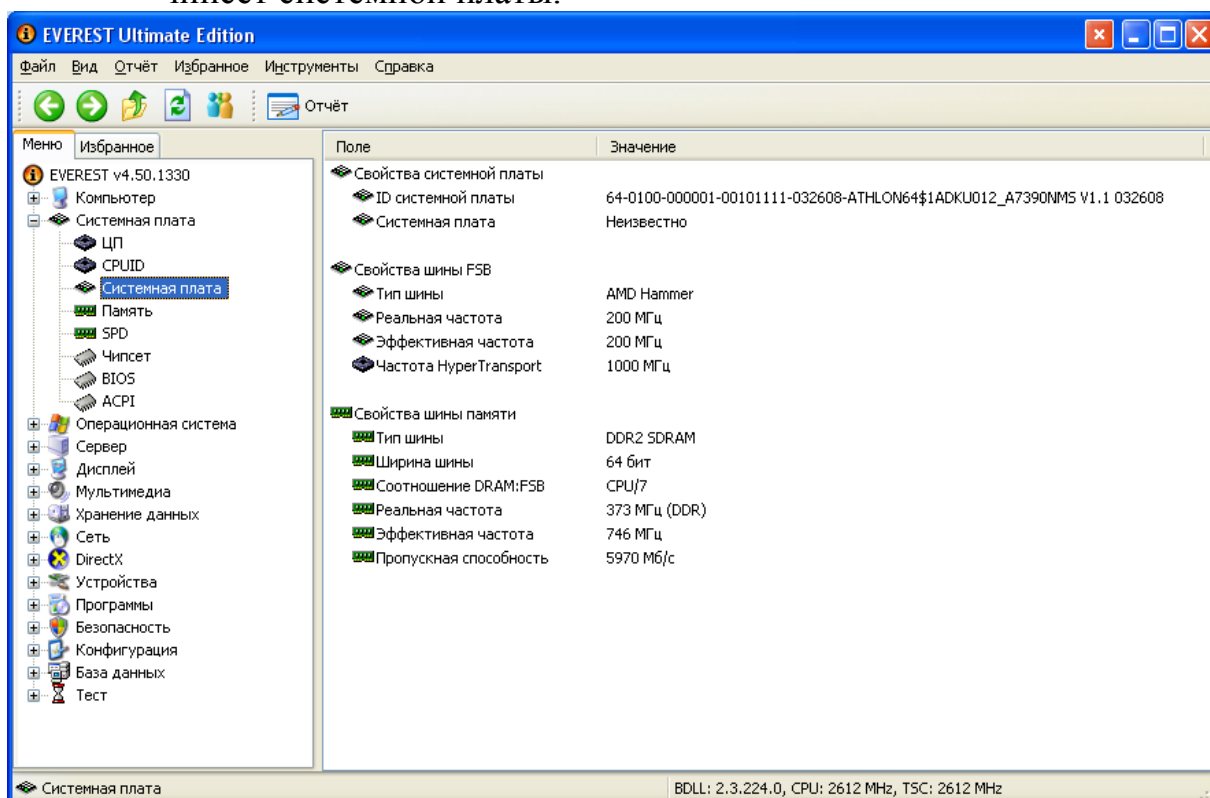 чипсет системной платы.
EVEREST Ultimate Edition
Файл Вид Отчёт Избранное Инструменты Справка
Отчёт
Меню Избранное
Поле Значение
EVEREST v4.50.1330
Компьютер
Системная плата
ЦП
CPUID
Системная плата
Память
SPD
Чипсет
BIOS
ACPI
Операционная система
Сервер
Дисплей
Мультимедиа
Хранение данных
Сеть
DirectX
Устройства
Программы
Безопасность
Конфигурация
База данных
Тест
Свойства системной платы
ID системной платы 64-0100-000001-00101111-032608-ATHLON64$1ADKU012_A7390NMS V1.1 032608
Системная плата Неизвестно
Свойства шины FSB
Тип шины AMD Hammer
Реальная частота 200 МГц
Эффективная частота 200 МГц
Частота HyperTransport 1000 МГц
Свойства шины памяти
Тип шины DDR2 SDRAM
Ширина шины 64 бит
Соотношение DRAM:FSB CPU/7
Реальная частота 373 МГц (DDR)
Эффективная частота 746 МГц
Пропускная способность 5970 Мб/с
Системная плата BDLL: 2.3.224.0, CPU: 2612 MHz, TSC: 2612 MHz